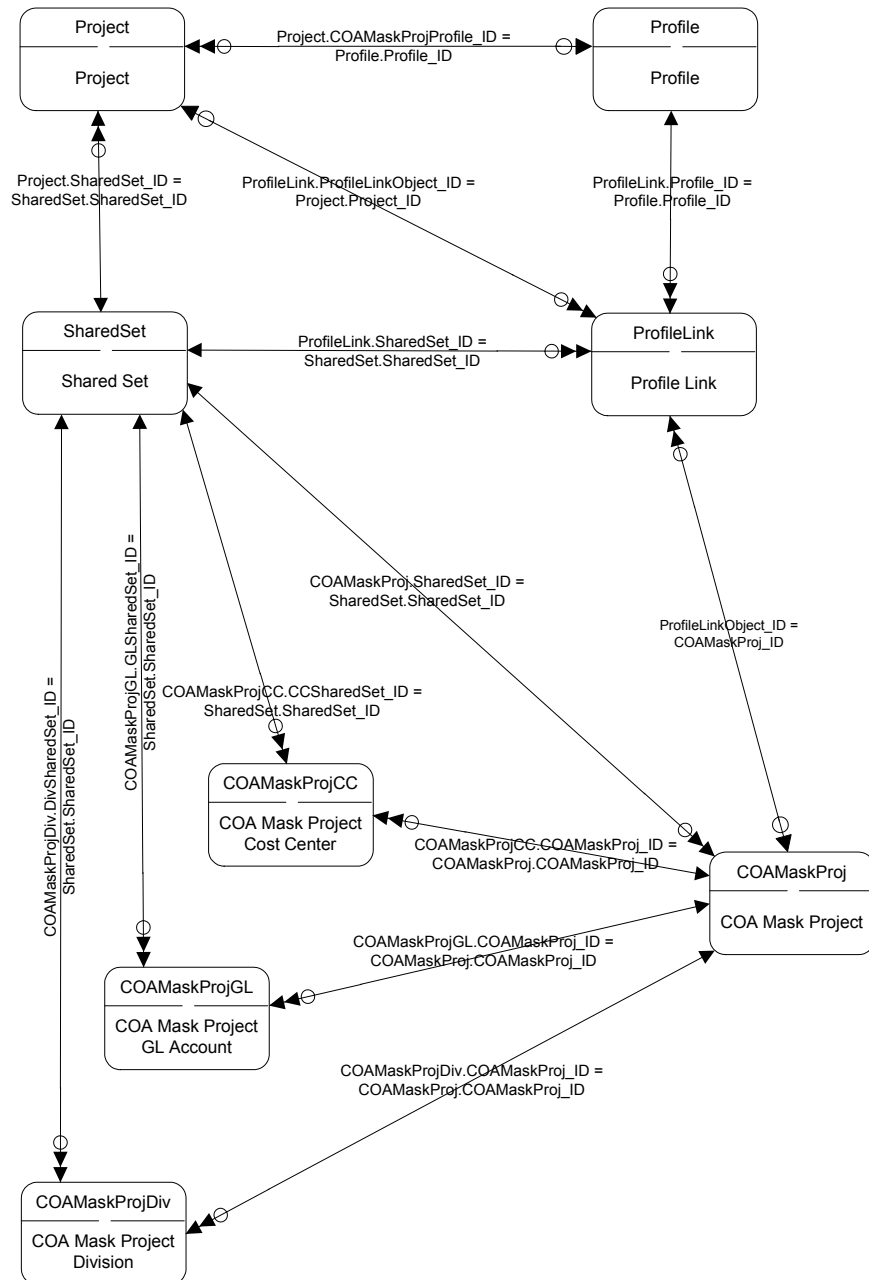 Project
Project
Project.COAMaskProjProfile_ID =
Profile.Profile_ID
Profile
Profile
Project.SharedSet_ID =
SharedSet.SharedSet_ID
ProfileLink.ProfileLinkObject_ID =
Project.Project_ID
ProfileLink.Profile_ID =
Profile.Profile_ID
SharedSet
Shared Set
ProfileLink.SharedSet_ID =
SharedSet.SharedSet_ID
ProfileLink
Profile Link
COAMaskProjDiv.DivSharedSet_ID =
SharedSet.SharedSet_ID
COAMaskProjGL.GLSharedSet_ID =
SharedSet.SharedSet_ID
COAMaskProj.SharedSet_ID =
SharedSet.SharedSet_ID
ProfileLinkObject_ID =
COAMaskProj_ID
COAMaskProjCC.CCSharedSet_ID =
SharedSet.SharedSet_ID
COAMaskProjCC
COA Mask Project
Cost Center
COAMaskProjCC.COAMaskProj_ID =
COAMaskProj.COAMaskProj_ID
COAMaskProj
COA Mask Project
COAMaskProjGL.COAMaskProj_ID =
COAMaskProj.COAMaskProj_ID
COAMaskProjGL
COA Mask Project
GL Account
COAMaskProjDiv.COAMaskProj_ID =
COAMaskProj.COAMaskProj_ID
COAMaskProjDiv
COA Mask Project
Division